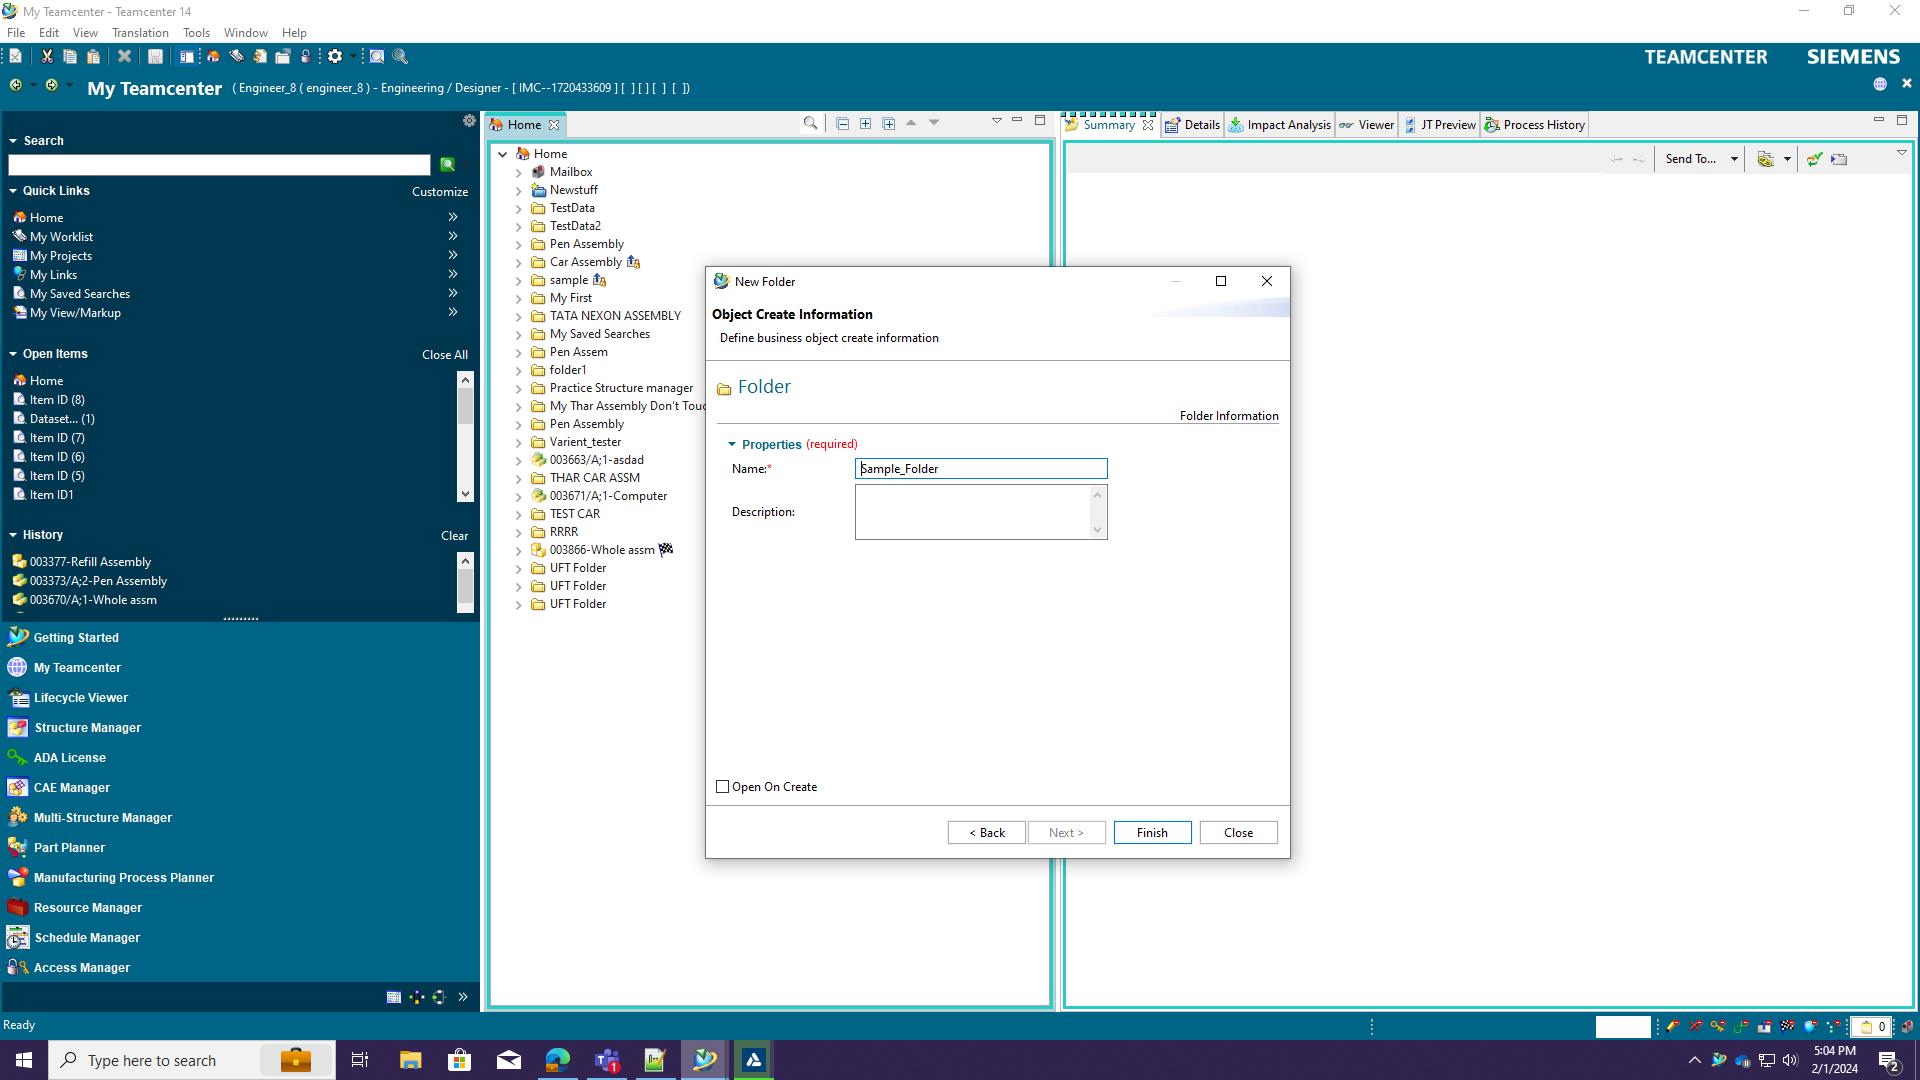 My Teamcenter - Teamcenter 14
File Edit View Translation Tools Window Help
TEAMCENTER SIEMENS
My Teamcenter ( Engineer_8 ( engineer_8 ) - Engineering / Designer - [ IMC--1720433609 ] [ ] [ ] [ ] [ ])
Search
Quick Links Customize
Home
My Worklist
My Projects
My Links
My Saved Searches
My View/Markup
Open Items Close All
Home
Item ID (8)
Dataset... (1)
Item ID (7)
Item ID (6)
Item ID (5)
Item ID1
History Clear
003377-Refill Assembly
003373/A;2-Pen Assembly
003670/A;1-Whole assm
Getting Started
My Teamcenter
Lifecycle Viewer
Structure Manager
ADA License
CAE Manager
Multi-Structure Manager
Part Planner
Manufacturing Process Planner
Resource Manager
Schedule Manager
Access Manager
Home
Home
Mailbox
Newstuff
TestData
TestData2
Pen Assembly
Car Assembly
sample
My First
TATA NEXON ASSEMBLY
My Saved Searches
Pen Assem
folder1
Practice Structure manager
My Thar Assembly Don't Touc
Pen Assembly
Varient_tester
003663/A;1-asdad
THAR CAR ASSM
003671/A;1-Computer
TEST CAR
RRRR
003866-Whole assm
UFT Folder
UFT Folder
UFT Folder
Summary Details Impact Analysis Viewer JT Preview Process History
Send To...
New Folder
Object Create Information
Define business object create information
Folder
Folder Information
Properties (required)
Name:* Sample_Folder
Description:
Open On Create
< Back Next > Finish Close
Ready
0
Type here to search
1
5:04 PM
2/1/2024
2